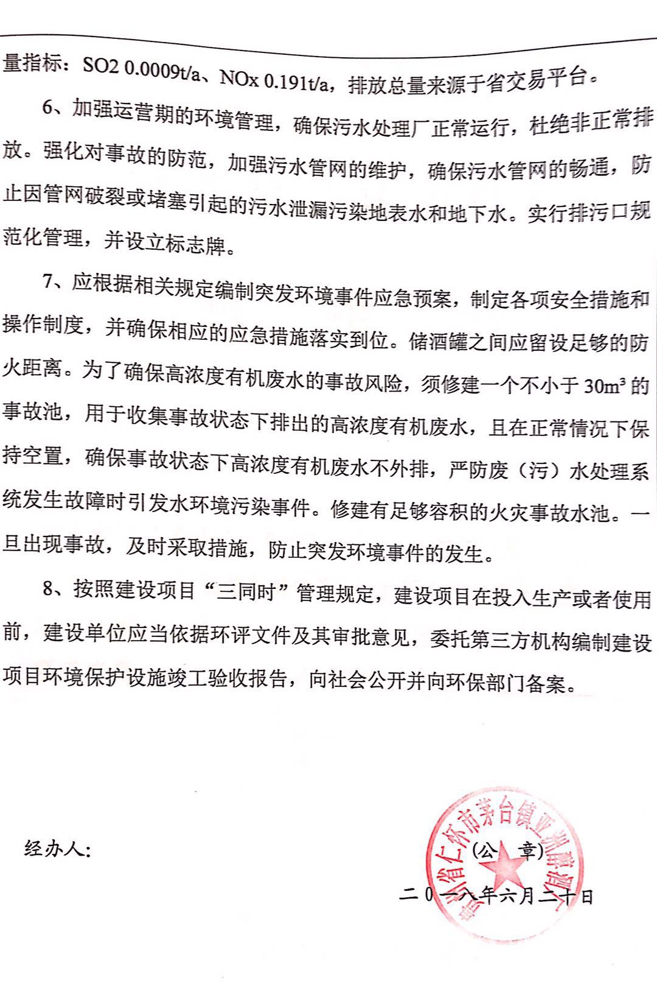 量指标：SO2 0.0009t/a、NOx 0.191t/a，排放总量来源于省交易平台。
6、加强运营期的环境管理，确保污水处理厂正常运行，杜绝非正常排
放。强化对事故的防范，加强污水管网的维护，确保污水管网的畅通，防
止因管网破裂或堵塞引起的污水泄漏污染地表水和地下水。实行排污口规
范化管理，并设立标志牌。
7、应根据相关规定编制突发环境事件应急预案，制定各项安全措施和
操作制度，并确保相应的应急措施落实到位。储酒罐之间应留设足够的防
火距离。为了确保高浓度有机废水的事故风险，须修建一个不小于 30m³ 的
事故池，用于收集事故状态下排出的高浓度有机废水，且在正常情况下保
持空置，确保事故状态下高浓度有机废水不外排，严防废（污）水处理系
统发生故障时引发水环境污染事件。修建有足够容积的火灾事故水池。一
旦出现事故，及时采取措施，防止突发环境事件的发生。
8、按照建设项目“三同时”管理规定，建设项目在投入生产或者使用
前，建设单位应当依据环评文件及其审批意见，委托第三方机构编制建设
项目环境保护设施竣工验收报告，向社会公开并向环保部门备案。
贵州省仁怀市茅台镇亚洲
经办人：
(公 章)
二0一八年六月二十日